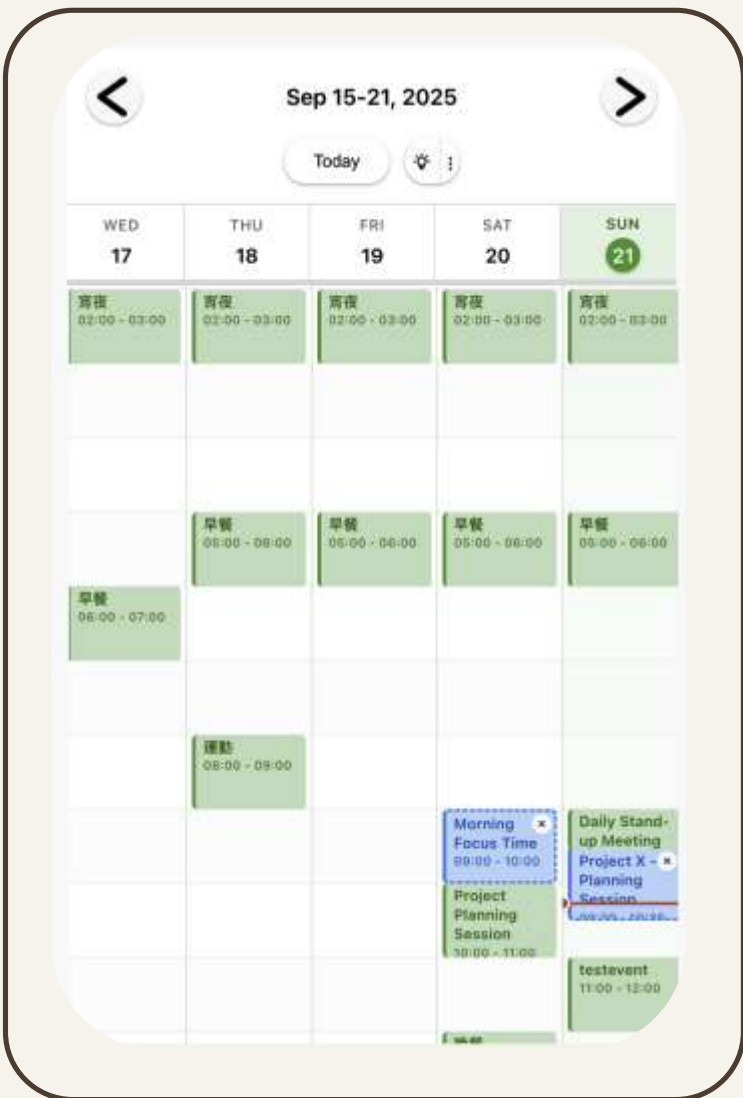 Sep 15-21, 2025
Today
WED
THU
FRI
SAT
SUN
17
18
19
20
21
宵夜
宵夜
宵夜
宵夜
宵夜
02:00 - 03:00
02:00 - 03:00
02:00 - 03:00
02:00 - 03:00
02:00 - 03:00
早餐
早餐
早餐
早餐
05:00 - 06:00
05:00 - 06:00
05:00 - 06:00
05:00 - 06:00
早餐
06:00 - 07:00
運動
08:00 - 09:00
Morning
Focus Time
09:00 - 10:00
Daily Stand-
up Meeting
Project X -
Planning
Session
Project
Planning
Session
10:00 - 11:00
testevent
11:00 - 12:00